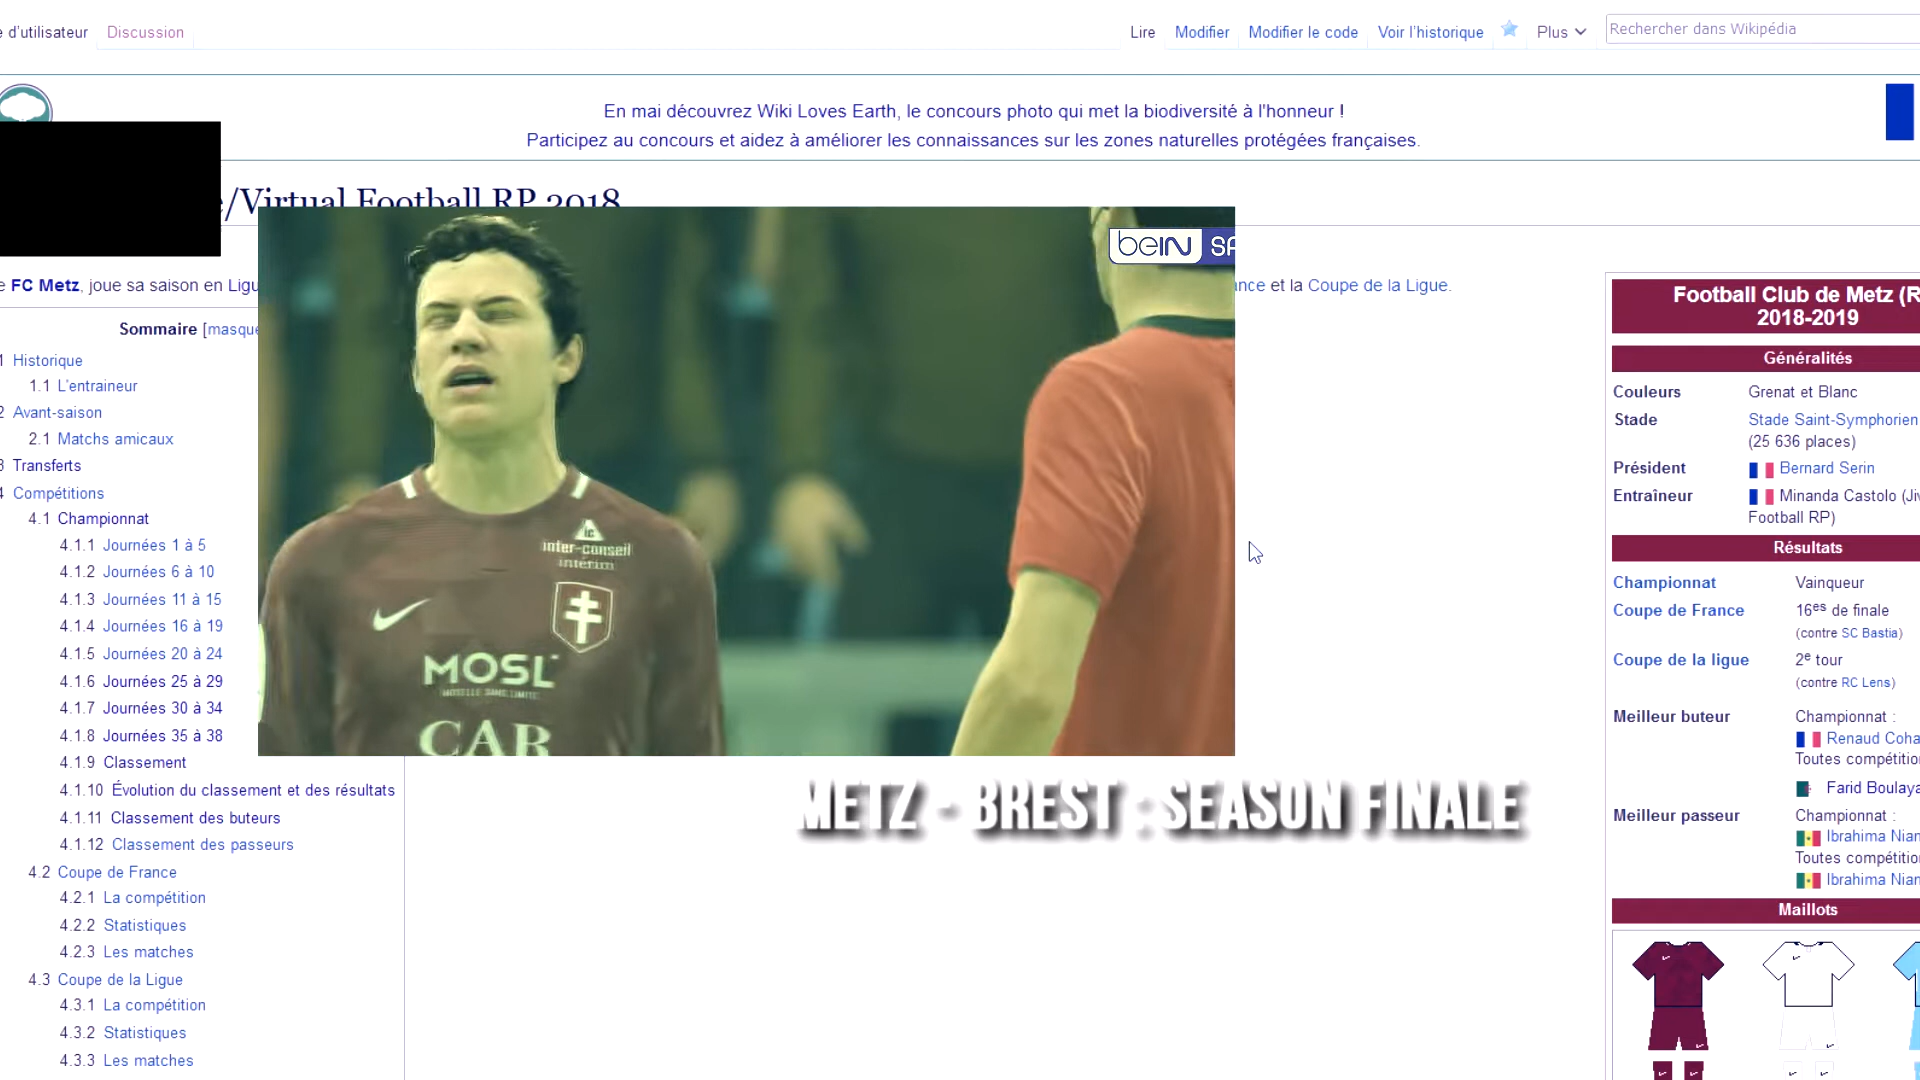 d'utilisateur
Discussion
Lire
Modifier
Modifier le code
Voir l'historique
Plus
Rechercher dans Wikipédia
En mai découvrez Wiki Loves Earth, le concours photo qui met la biodiversité à l'honneur !
Participez au concours et aidez à améliorer les connaissances sur les zones naturelles protégées françaises.
/Virtual Football RP 2018
FC Metz, joue sa saison en Ligu
et la Coupe de la Ligue.
Sommaire [masque
1 Historique
1.1 L'entraineur
2 Avant-saison
2.1 Matchs amicaux
3 Transferts
4 Compétitions
4.1 Championnat
4.1.1 Journées 1 à 5
4.1.2 Journées 6 à 10
4.1.3 Journées 11 à 15
4.1.4 Journées 16 à 19
4.1.5 Journées 20 à 24
4.1.6 Journées 25 à 29
4.1.7 Journées 30 à 34
4.1.8 Journées 35 à 38
4.1.9 Classement
4.1.10 Évolution du classement et des résultats
4.1.11 Classement des buteurs
4.1.12 Classement des passeurs
4.2 Coupe de France
4.2.1 La compétition
4.2.2 Statistiques
4.2.3 Les matches
4.3 Coupe de la Ligue
4.3.1 La compétition
4.3.2 Statistiques
4.3.3 Les matches
beIN SP
ic
inter-conseil
intérim
MOSL
MOSELLE SANS LIMITE
CAR
METZ - BREST : SEASON FINALE
Football Club de Metz (R
2018-2019
Généralités
Couleurs Grenat et Blanc
Stade Stade Saint-Symphorien
(25 636 places)
Président Bernard Serin
Entraîneur Minanda Castolo (Ji
Football RP)
Résultats
Championnat Vainqueur
Coupe de France 16es de finale
(contre SC Bastia)
Coupe de la ligue 2e tour
(contre RC Lens)
Meilleur buteur Championnat :
Renaud Coha
Toutes compétitio
Farid Boulaya
Meilleur passeur Championnat :
Ibrahima Nian
Toutes compétitio
Ibrahima Nian
Maillots